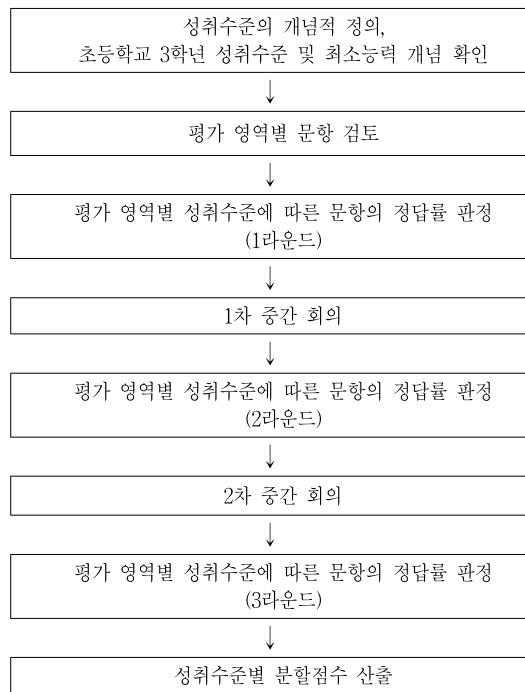 성취수준의 개념적 정의,
초등학교 3학년 성취수준 및 최소능력 개념 확인
평가 영역별 문항 검토
평가 영역별 성취수준에 따른 문항의 정답률 판정
(1라운드)
1차 중간 회의
평가 영역별 성취수준에 따른 문항의 정답률 판정
(2라운드)
2차 중간 회의
평가 영역별 성취수준에 따른 문항의 정답률 판정
(3라운드)
성취수준별 분할점수 산출